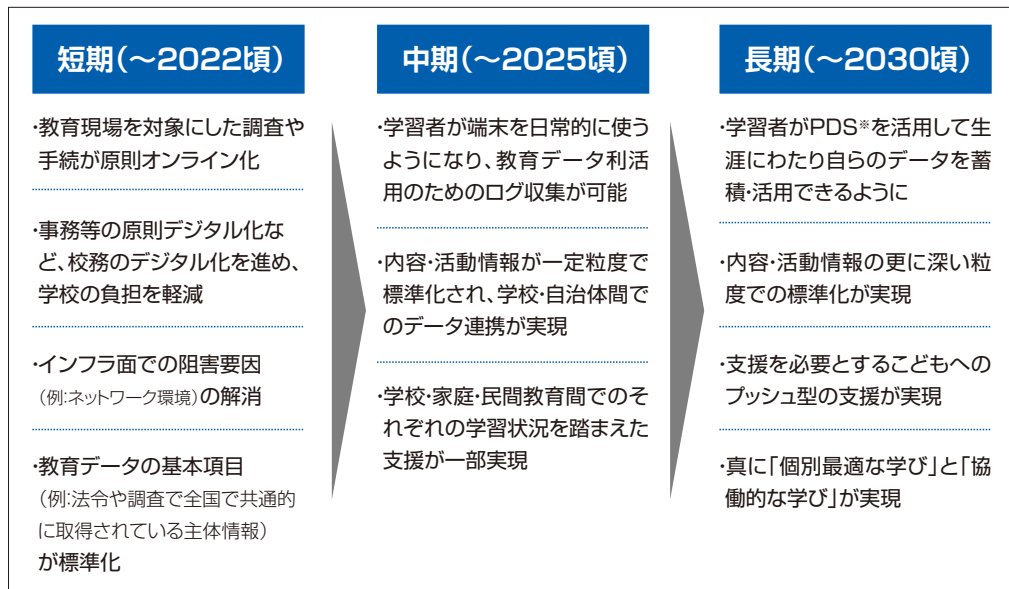 短期(～2022頃)
・教育現場を対象にした調査や
手続が原則オンライン化
・事務等の原則デジタル化な
ど、校務のデジタル化を進め、
学校の負担を軽減
・インフラ面での阻害要因
(例:ネットワーク環境)の解消
・教育データの基本項目
(例:法令や調査で全国で共通的
に取得されている主体情報)
が標準化
中期(～2025頃)
・学習者が端末を日常的に使う
ようになり、教育データ利活
用のためのログ収集が可能
・内容・活動情報が一定粒度で
標準化され、学校・自治体間で
のデータ連携が実現
・学校・家庭・民間教育間でのそ
れぞれの学習状況を踏まえた
支援が一部実現
長期(～2030頃)
・学習者がPDS※を活用して生
涯にわたり自らのデータを蓄
積・活用できるように
・内容・活動情報の更に深い粒
度での標準化が実現
・支援を必要とするこどもへの
プッシュ型の支援が実現
・真に「個別最適な学び」と「協
働的な学び」が実現